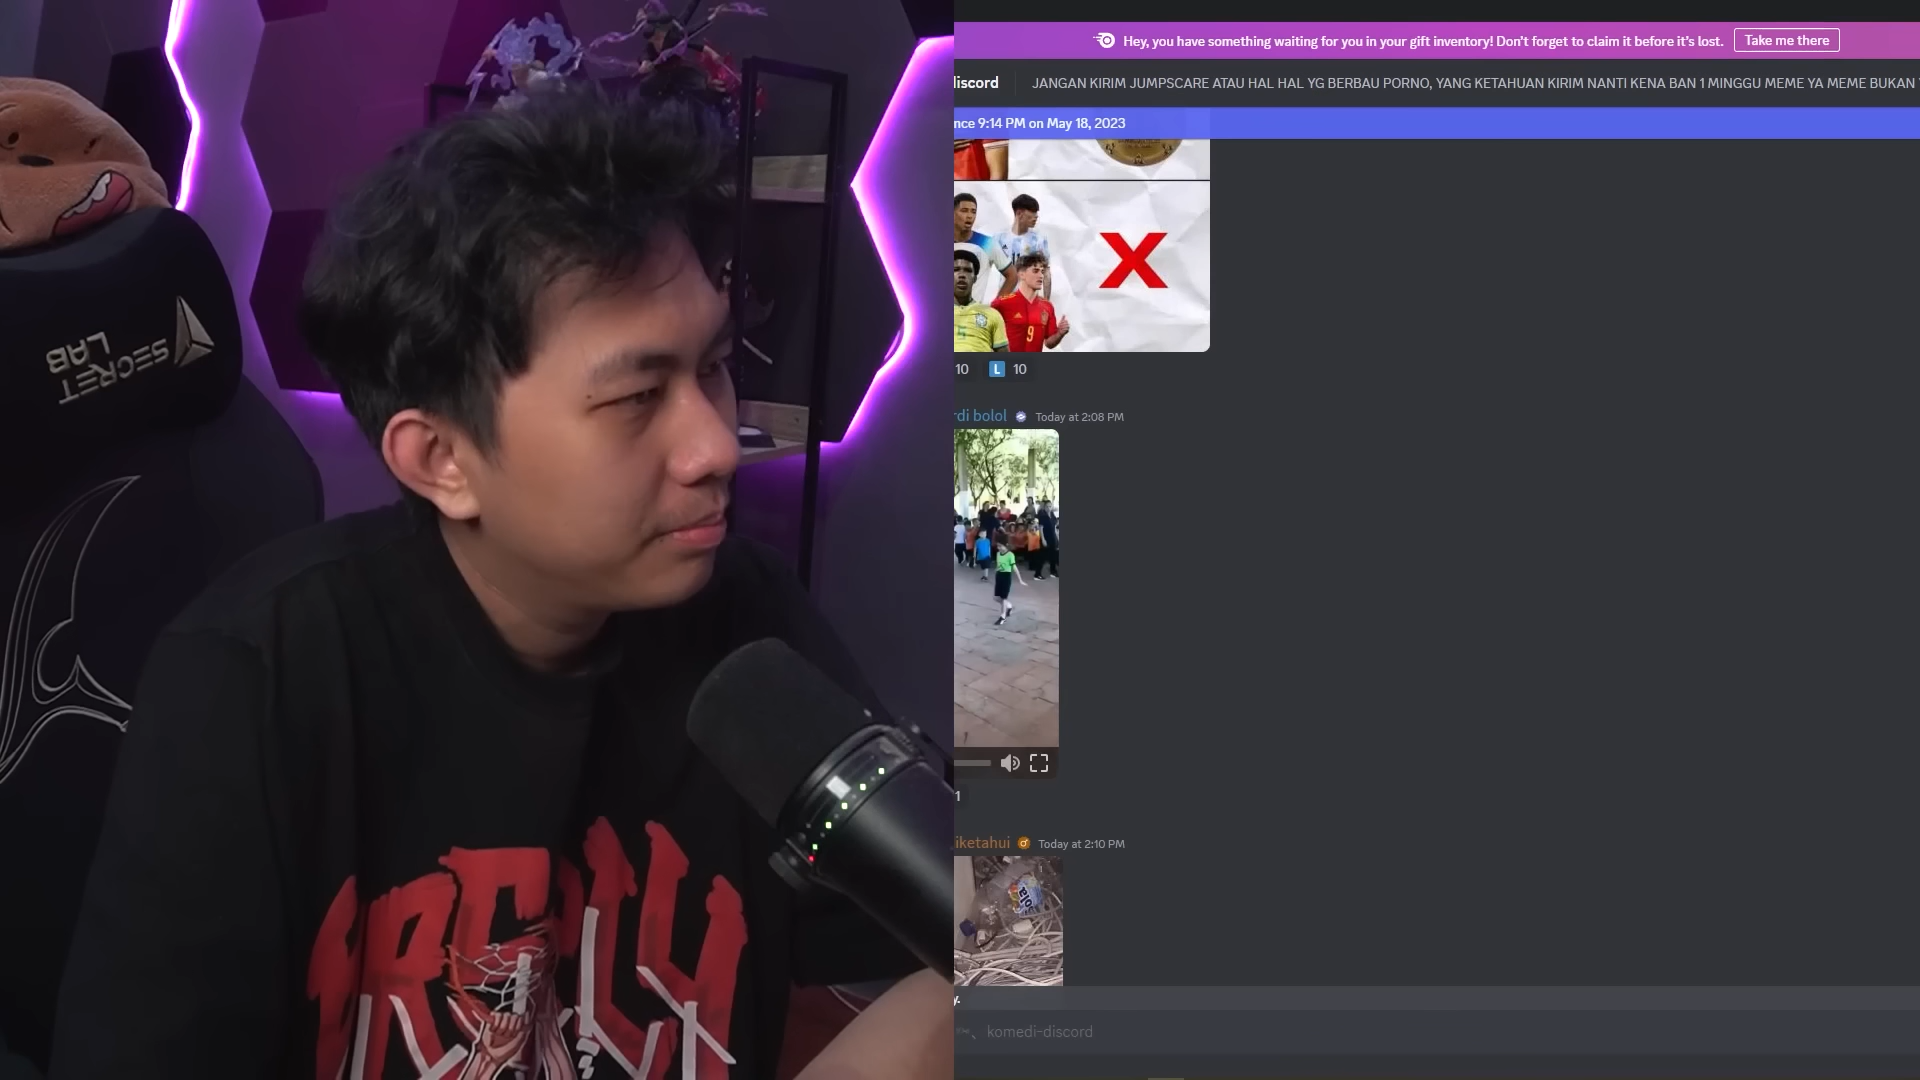 Hey, you have something waiting for you in your gift inventory! Don't forget to claim it before it's lost.
Take me there
discord
JANGAN KIRIM JUMPSCARE ATAU HAL HAL YG BERBAU PORNO, YANG KETAHUAN KIRIM NANTI KENA BAN 1 MINGGU MEME YA MEME BUKAN
nce 9:14 PM on May 18, 2023
SECRET
LAB
9
10
L 10
rdi bolol Today at 2:08 PM
1
iketahui Today at 2:10 PM
y.
komedi-discord